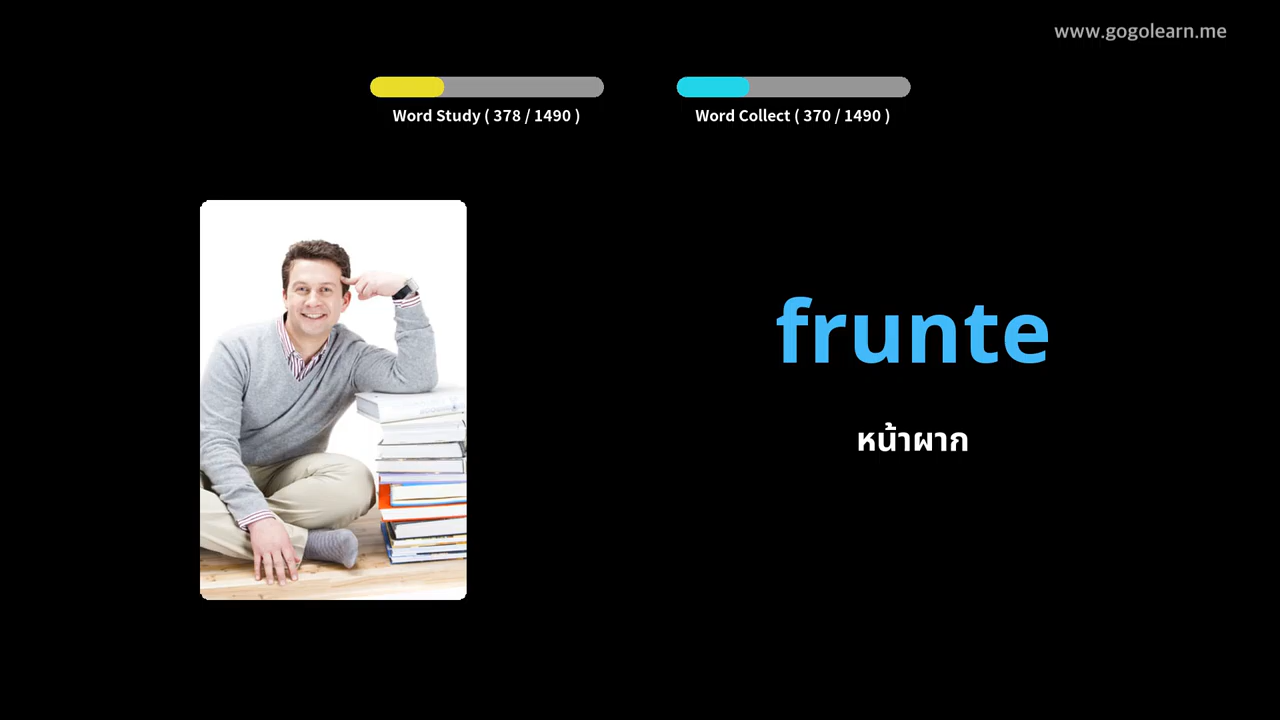 www.gogolearn.me
Word Study ( 378 / 1490 )
Word Collect ( 370 / 1490 )
frunte
หน้าผาก